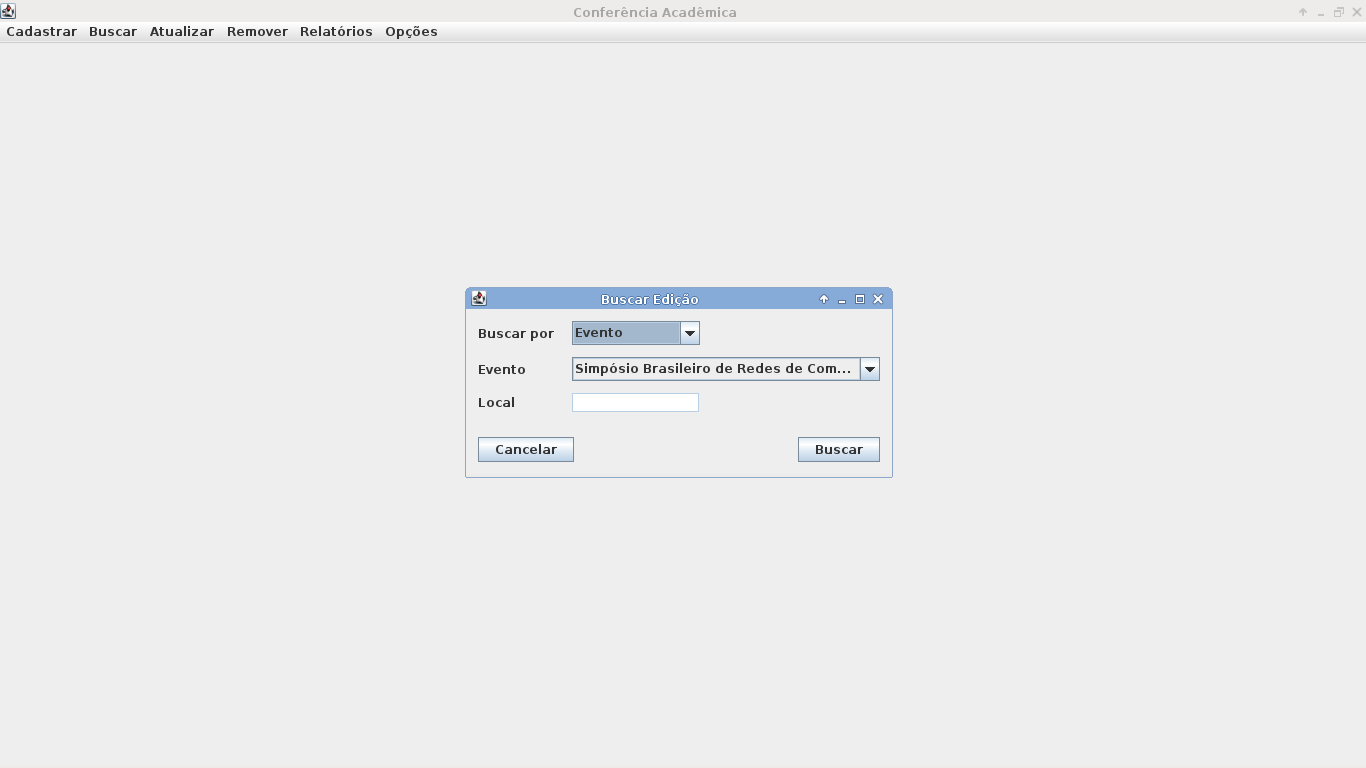 Conferência Acadêmica
Cadastrar Buscar Atualizar Remover Relatórios Opções
Buscar Edição
Buscar por Evento
Evento Simpósio Brasileiro de Redes de Com...
Local
Cancelar Buscar